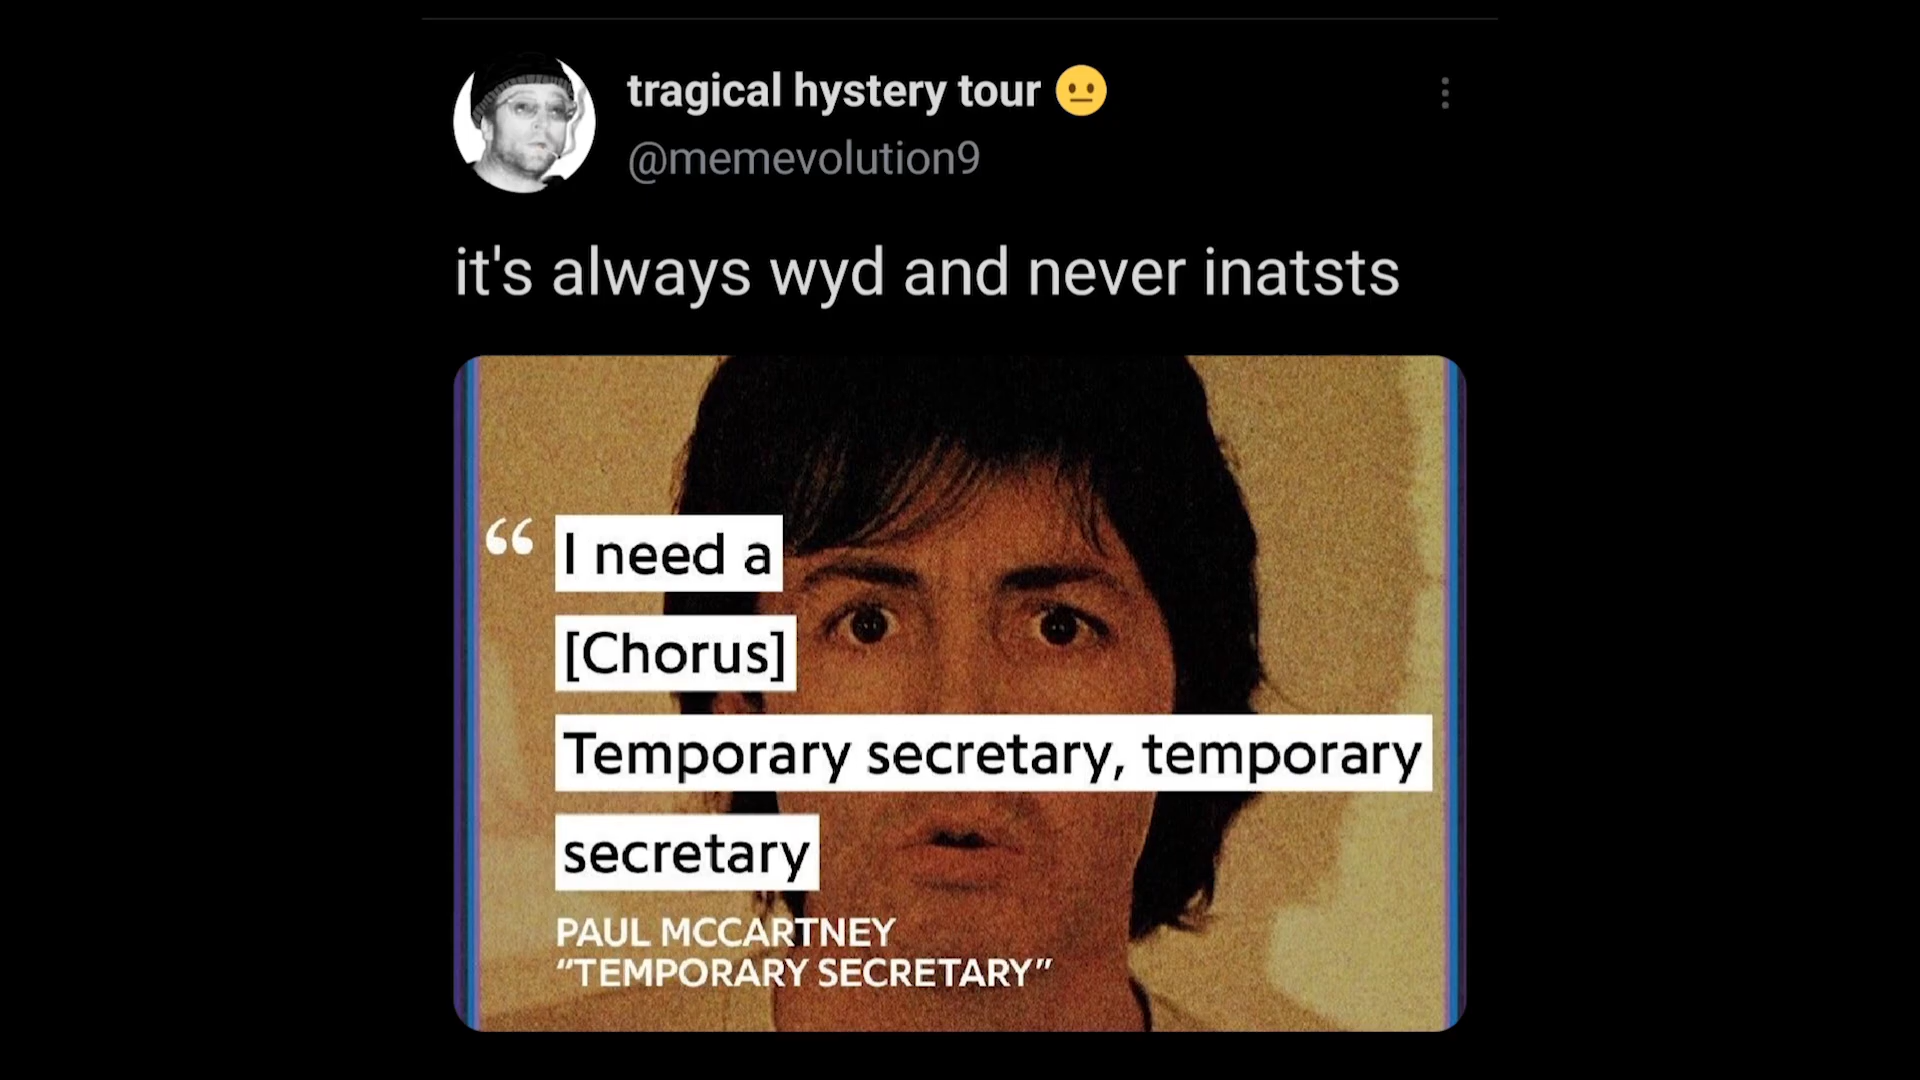 tragical hystery tour 😐
@memevolution9
it's always wyd and never inatsts
“ I need a
[Chorus]
Temporary secretary, temporary
secretary
PAUL MCCARTNEY
“TEMPORARY SECRETARY”